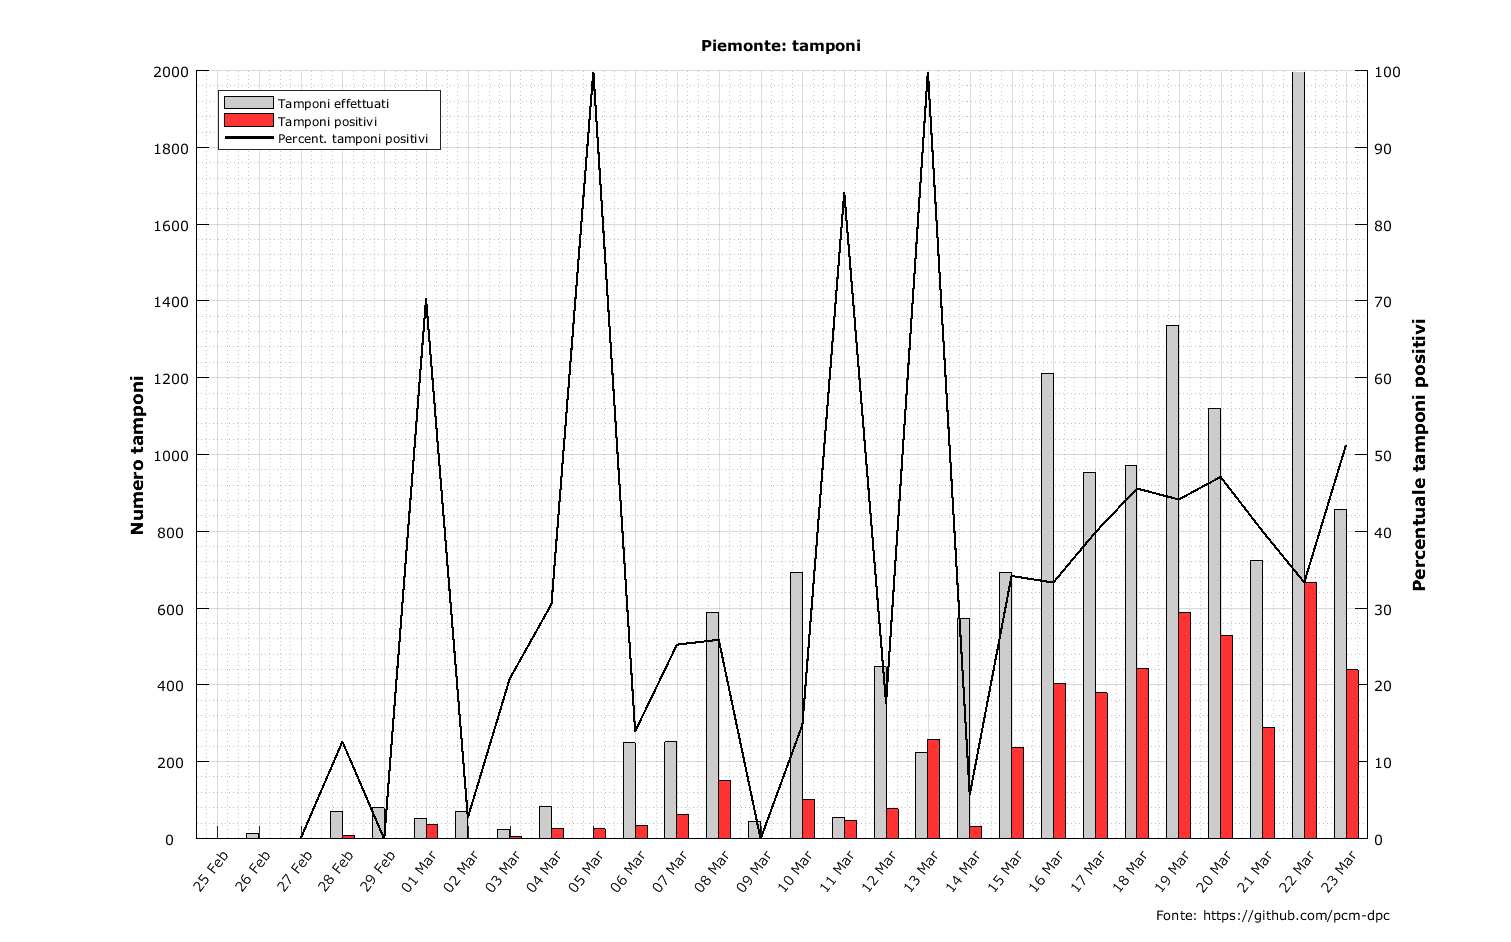 Piemonte: tamponi
Tamponi effettuati
Tamponi positivi
Percent. tamponi positivi
Numero tamponi
2000
1800
1600
1400
1200
1000
800
600
400
200
0
100
90
80
70
60
50
40
30
20
10
0
Percentuale tamponi positivi
25 Feb
26 Feb
27 Feb
28 Feb
29 Feb
01 Mar
02 Mar
03 Mar
04 Mar
05 Mar
06 Mar
07 Mar
08 Mar
09 Mar
10 Mar
11 Mar
12 Mar
13 Mar
14 Mar
15 Mar
16 Mar
17 Mar
18 Mar
19 Mar
20 Mar
21 Mar
22 Mar
23 Mar
Fonte: https://github.com/pcm-dpc